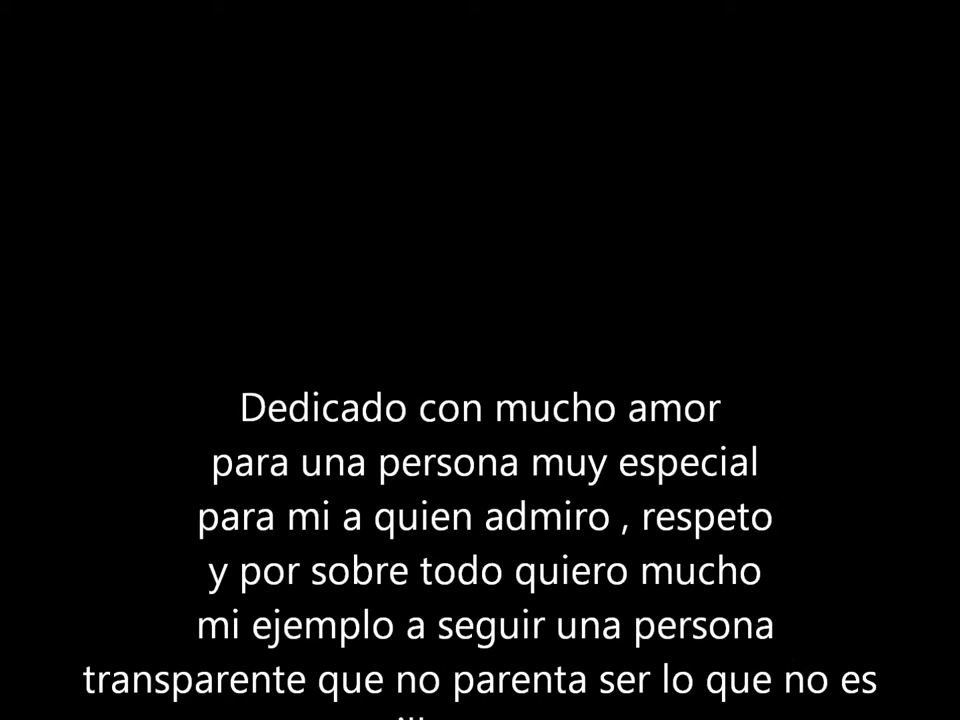 Dedicado con mucho amor
para una persona muy especial
para mi a quien admiro , respeto
y por sobre todo quiero mucho
mi ejemplo a seguir una persona
transparente que no parenta ser lo que no es